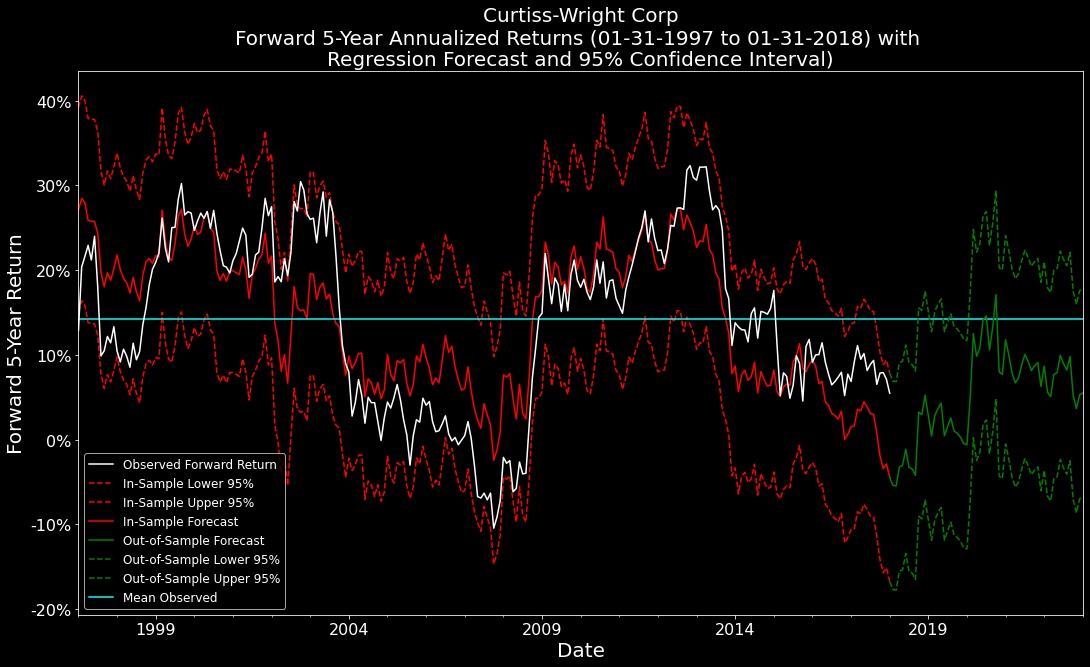 Curtiss-Wright Corp
Forward 5-Year Annualized Returns (01-31-1997 to 01-31-2018) with
Regression Forecast and 95% Confidence Interval)
Forward 5-Year Return
40%
30%
20%
10%
0%
-10%
-20%
Observed Forward Return
In-Sample Lower 95%
In-Sample Upper 95%
In-Sample Forecast
Out-of-Sample Forecast
Out-of-Sample Lower 95%
Out-of-Sample Upper 95%
Mean Observed
1999 2004 2009 2014 2019
Date